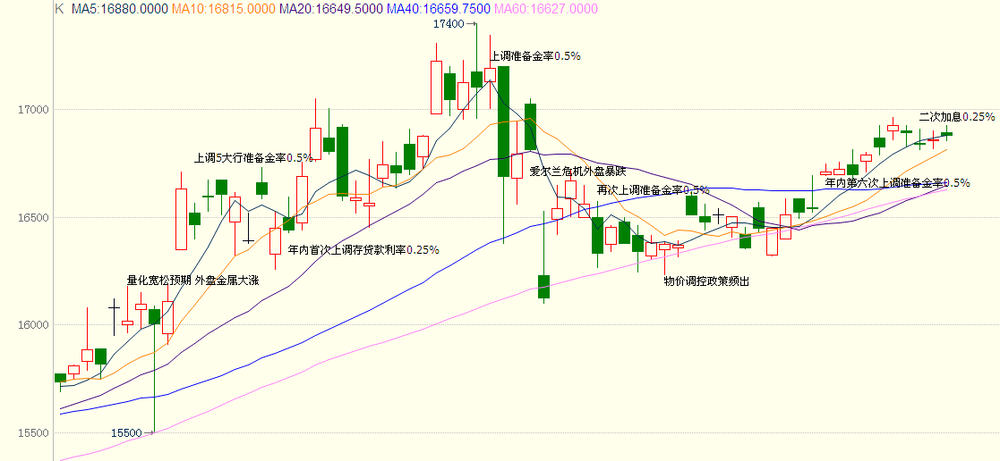 K MA5:16880.0000 MA10:16815.0000 MA20:16649.5000 MA40:16659.7500 MA60:16627.0000
17400→
上调准备金率0.5%
17000
二次加息0.25%
上调5大行准备金率0.5%
爱尔兰危机外盘暴跌
年内第六次上调准备金率0.5%
再次上调准备金率0.5%
16500
年内首次上调存贷款利率0.25%
量化宽松预期 外盘金属大涨
物价调控政策频出
16000
15500
15500→